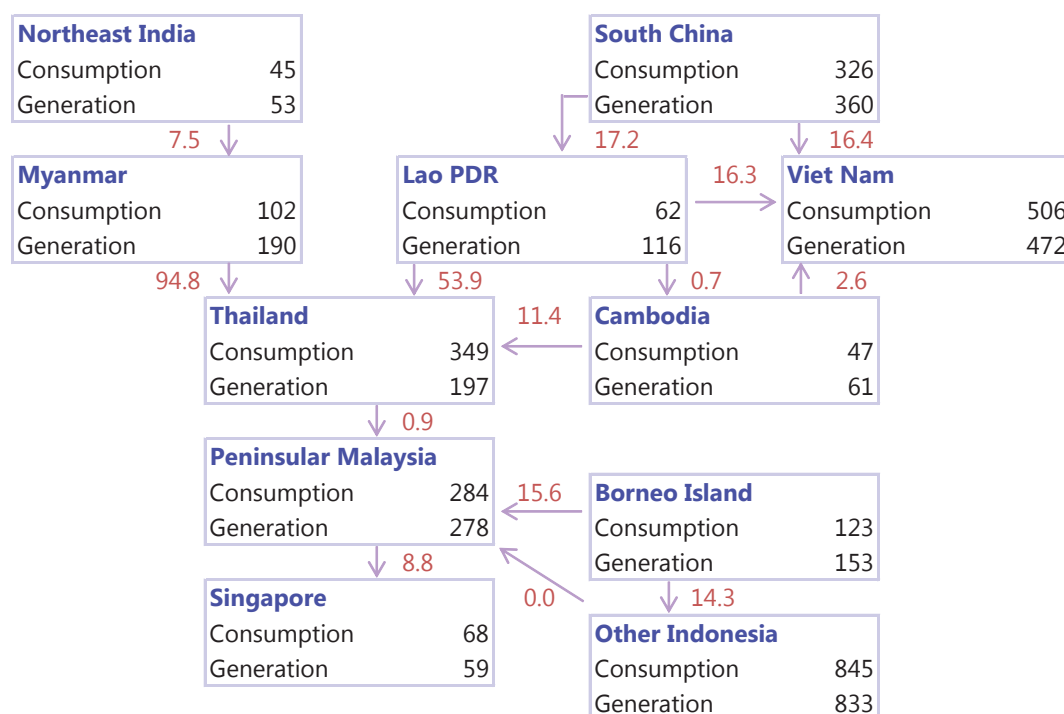 Northeast India
Consumption 45
Generation 53
South China
Consumption 326
Generation 360
7.5
17.2
16.4
Myanmar
Consumption 102
Generation 190
Lao PDR
Consumption 62
Generation 116
16.3
Viet Nam
Consumption 506
Generation 472
94.8
53.9
0.7
2.6
Thailand
Consumption 349
Generation 197
11.4
Cambodia
Consumption 47
Generation 61
0.9
Peninsular Malaysia
Consumption 284
Generation 278
15.6
Borneo Island
Consumption 123
Generation 153
8.8
0.0
14.3
Singapore
Consumption 68
Generation 59
Other Indonesia
Consumption 845
Generation 833